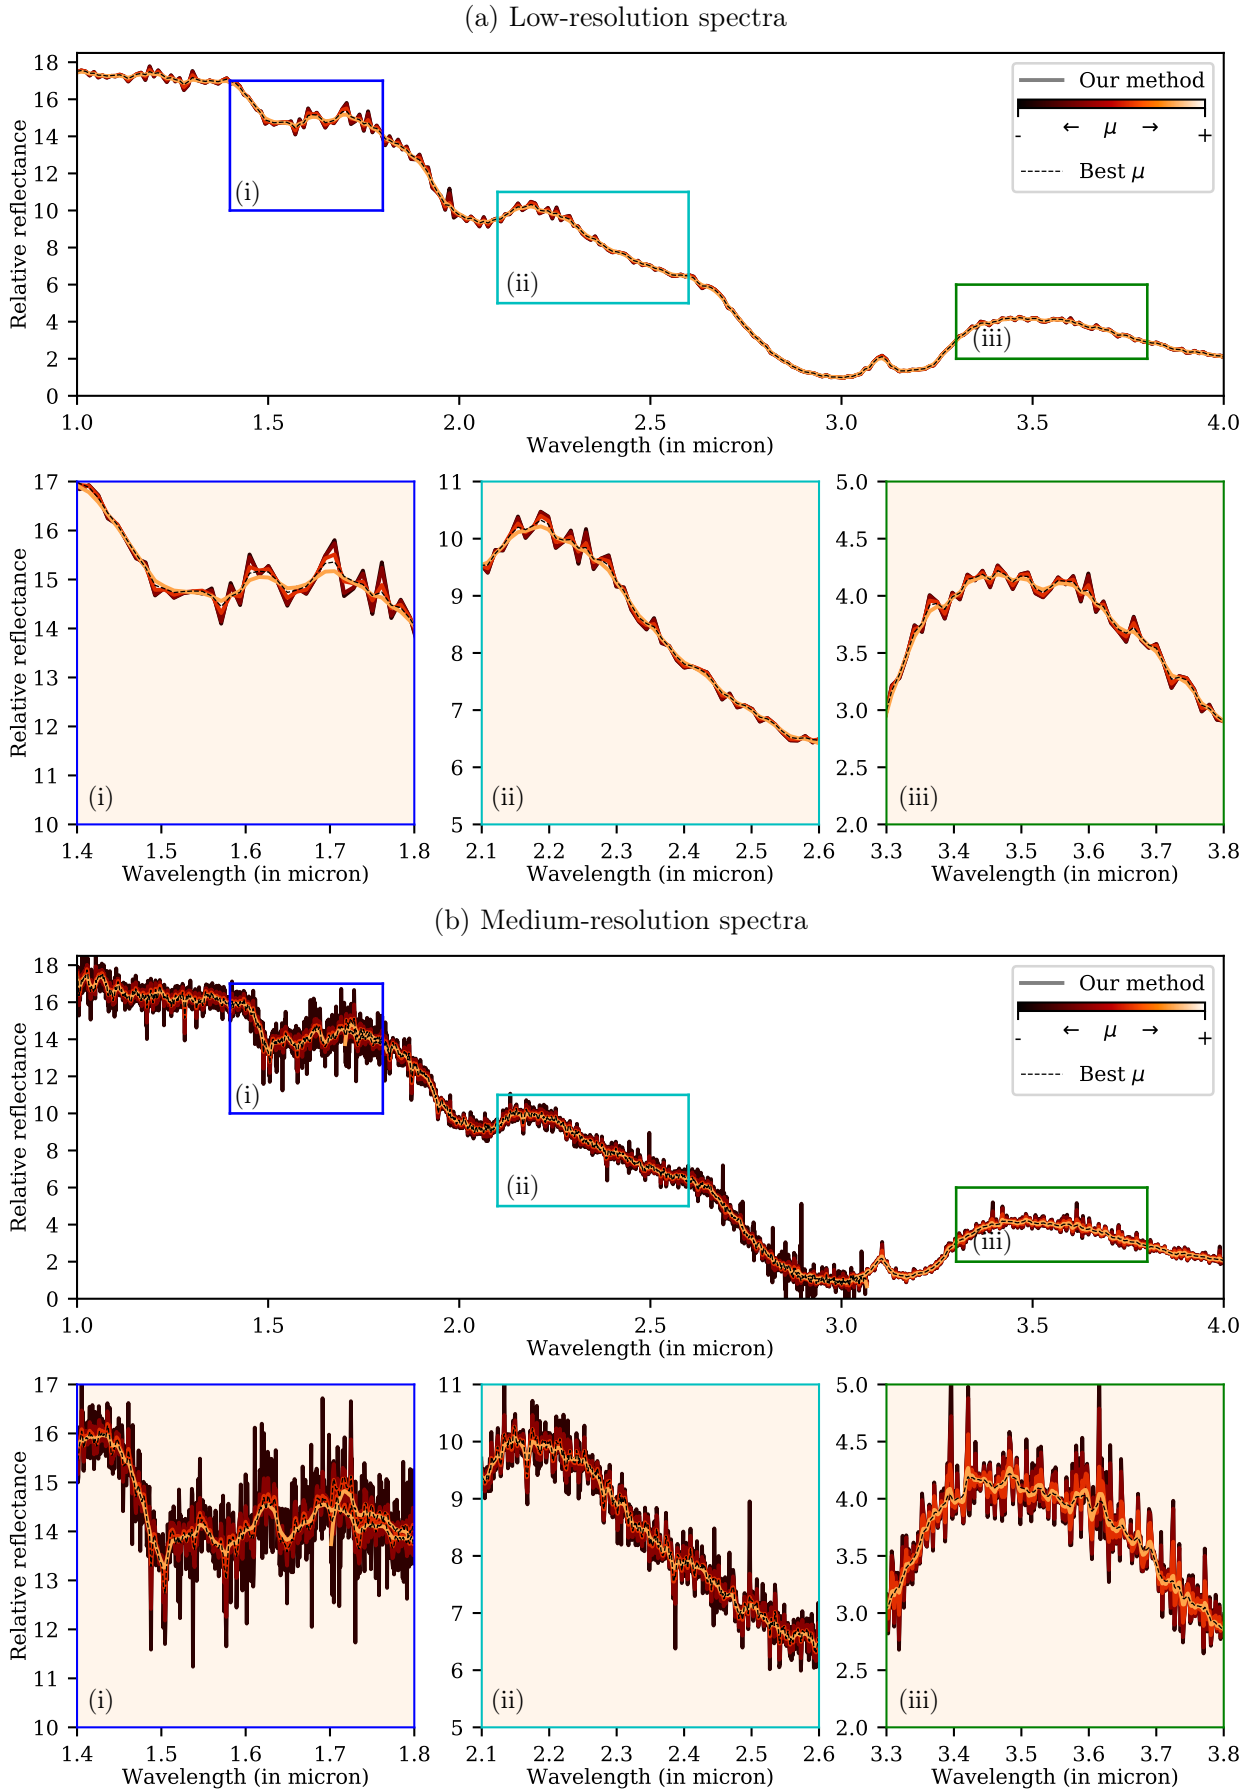 (a) Low-resolution spectra
Relative reflectance
18
16
14
12
10
8
6
4
2
0
Our method
- ← μ → +
Best μ
(i)
(ii)
(iii)
1.0 1.5 2.0 2.5 3.0 3.5 4.0
Wavelength (in micron)
Relative reflectance
17
16
15
14
13
12
11
10
(i)
1.4 1.5 1.6 1.7 1.8
Wavelength (in micron)
11
10
9
8
7
6
5
(ii)
2.1 2.2 2.3 2.4 2.5 2.6
Wavelength (in micron)
5.0
4.5
4.0
3.5
3.0
2.5
2.0
(iii)
3.3 3.4 3.5 3.6 3.7 3.8
Wavelength (in micron)
(b) Medium-resolution spectra
Relative reflectance
18
16
14
12
10
8
6
4
2
0
Our method
- ← μ → +
Best μ
(i)
(ii)
(iii)
1.0 1.5 2.0 2.5 3.0 3.5 4.0
Wavelength (in micron)
Relative reflectance
17
16
15
14
13
12
11
10
(i)
1.4 1.5 1.6 1.7 1.8
Wavelength (in micron)
11
10
9
8
7
6
5
(ii)
2.1 2.2 2.3 2.4 2.5 2.6
Wavelength (in micron)
5.0
4.5
4.0
3.5
3.0
2.5
2.0
(iii)
3.3 3.4 3.5 3.6 3.7 3.8
Wavelength (in micron)